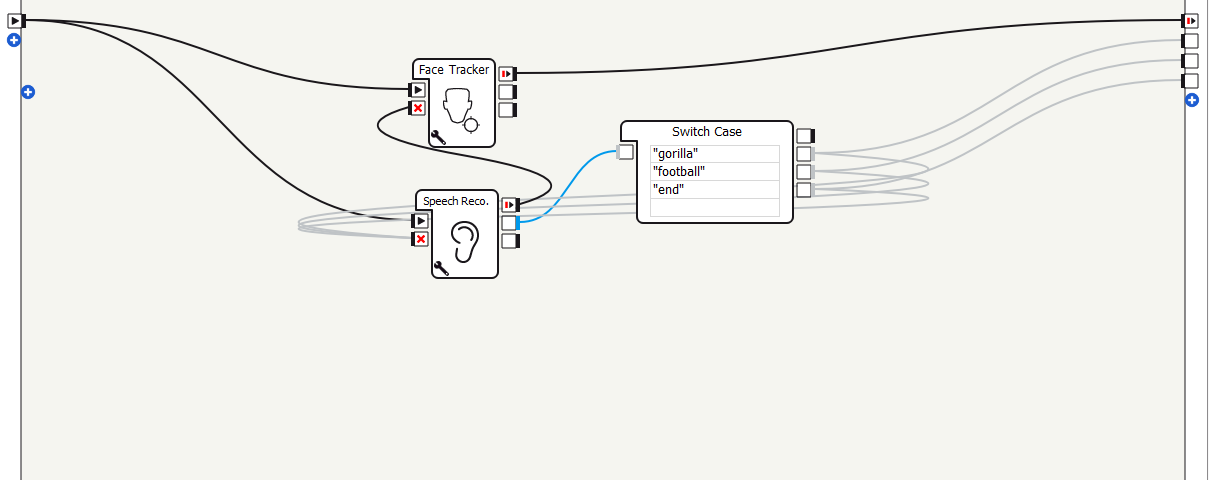 Face Tracker
Switch Case
"gorilla"
"football"
"end"
Speech Reco.